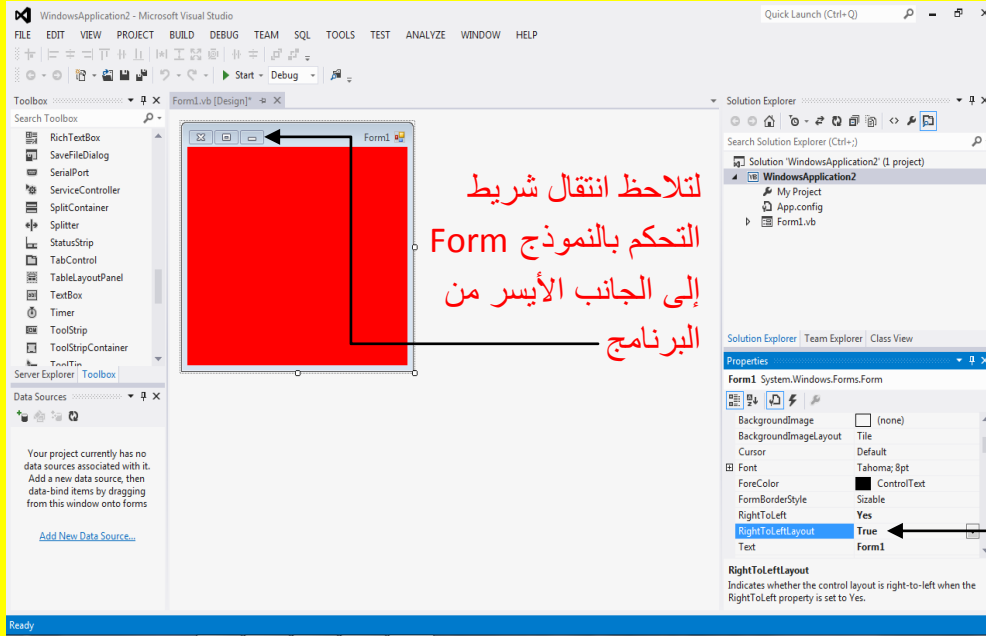 WindowsApplication2 - Microsoft Visual Studio
Quick Launch (Ctrl+Q)
FILE EDIT VIEW PROJECT BUILD DEBUG TEAM SQL TOOLS TEST ANALYZE WINDOW HELP
Start Debug
Toolbox
Search Toolbox
RichTextBox
SaveFileDialog
SerialPort
ServiceController
SplitContainer
Splitter
StatusStrip
TabControl
TableLayoutPanel
TextBox
Timer
ToolStrip
ToolStripContainer
ToolTip
Server Explorer Toolbox
Data Sources
Your project currently has no
data sources associated with it.
Add a new data source, then
data-bind items by dragging
from this window onto forms
Add New Data Source...
Form1.vb [Design]*
Form1
لتلاحظ انتقال شريط
التحكم بالنموذج Form
إلى الجانب الأيسر من
البرنامج
Solution Explorer
Search Solution Explorer (Ctrl+;)
Solution 'WindowsApplication2' (1 project)
VB WindowsApplication2
My Project
App.config
Form1.vb
Solution Explorer Team Explorer Class View
Properties
Form1 System.Windows.Forms.Form
BackgroundImage (none)
BackgroundImageLayout Tile
Cursor Default
Font Tahoma; 8pt
ForeColor ControlText
FormBorderStyle Sizable
RightToLeft Yes
RightToLeftLayout True
Text Form1
RightToLeftLayout
Indicates whether the control layout is right-to-left when the
RightToLeft property is set to Yes.
Ready